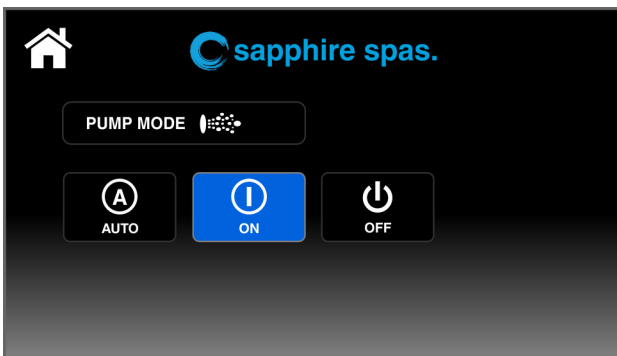 sapphire spas.
PUMP MODE
A
AUTO
ON
OFF